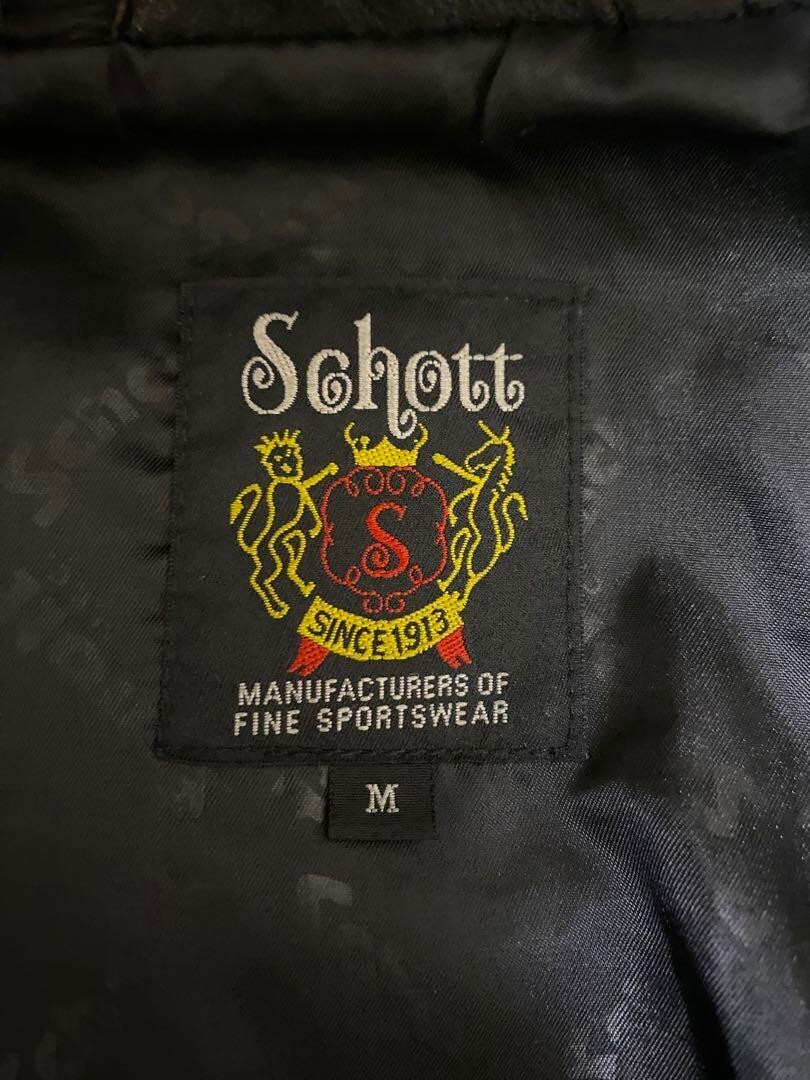 Schott
S
SINCE 1913
MANUFACTURERS OF
FINE SPORTSWEAR
M